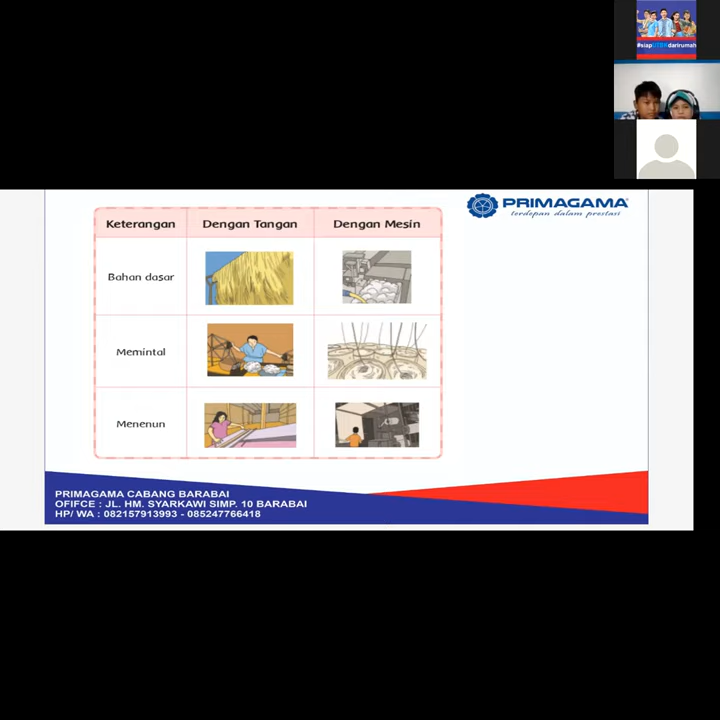 #siapUTBKdarirumah
PRIMAGAMA
terdepan dalam prestasi
Keterangan Dengan Tangan Dengan Mesin
Bahan dasar
Memintal
Menenun
PRIMAGAMA CABANG BARABAI
OFIFCE : JL. HM. SYARKAWI SIMP. 10 BARABAI
HP/ WA : 082157913993 - 085247766418